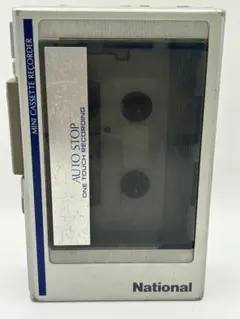 MINI CASSETTE RECORDER
AUTO STOP
ONE TOUCH RECORDING
National